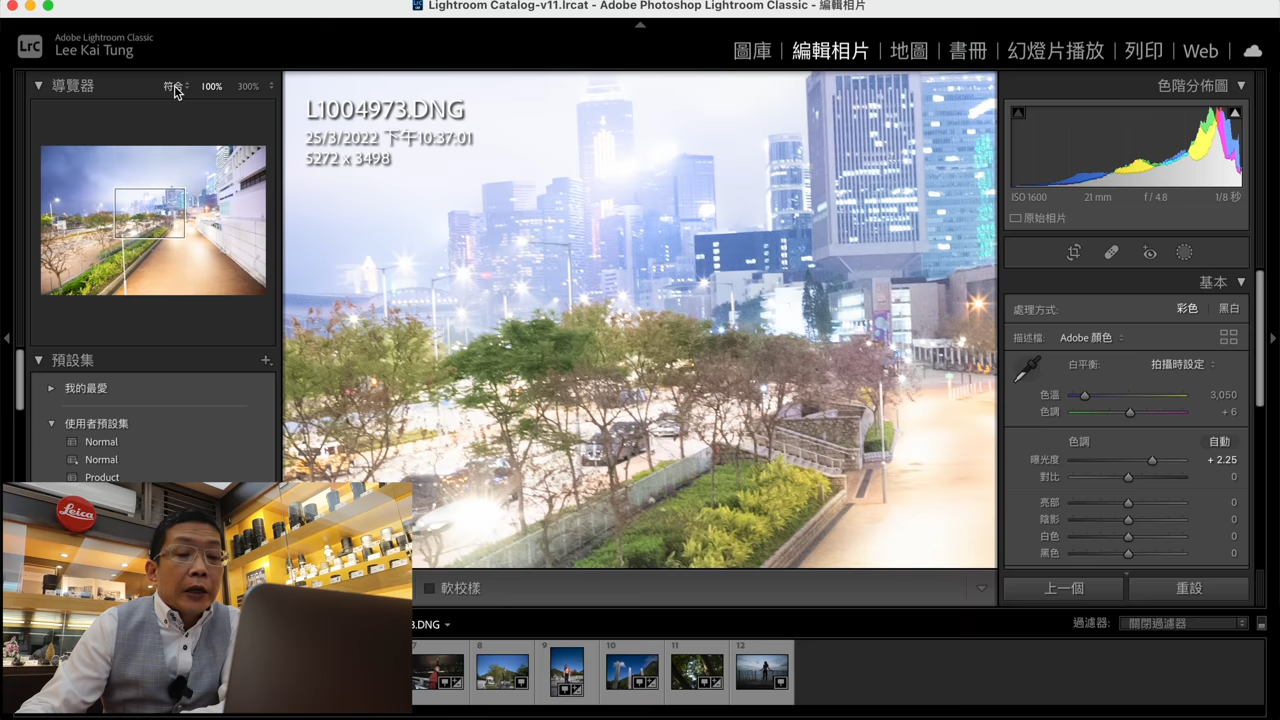 Lightroom Catalog-v11.lrcat - Adobe Photoshop Lightroom Classic - 編輯相片
LrC
Adobe Lightroom Classic
Lee Kai Tung
圖庫 | 編輯相片 | 地圖 | 書冊 | 幻燈片播放 | 列印 | Web
導覽器
100%
300%
L1004973.DNG
25/3/2022 下午10:37:01
5272 x 3498
色階分佈圖
ISO 1600
21 mm
f / 4.8
1/8 秒
原始相片
基本
處理方式:
彩色
黑白
描述檔:
Adobe 顏色
白平衡:
拍攝時設定
色溫
3,050
色調
+ 6
色調
自動
曝光度
+ 2.25
對比
0
亮部
0
陰影
0
白色
0
黑色
0
上一個
重設
預設集
我的最愛
使用者預設集
Normal
Normal
Product
Leica
軟校樣
.DNG
過濾器:
關閉過濾器
7
8
9
10
11
12